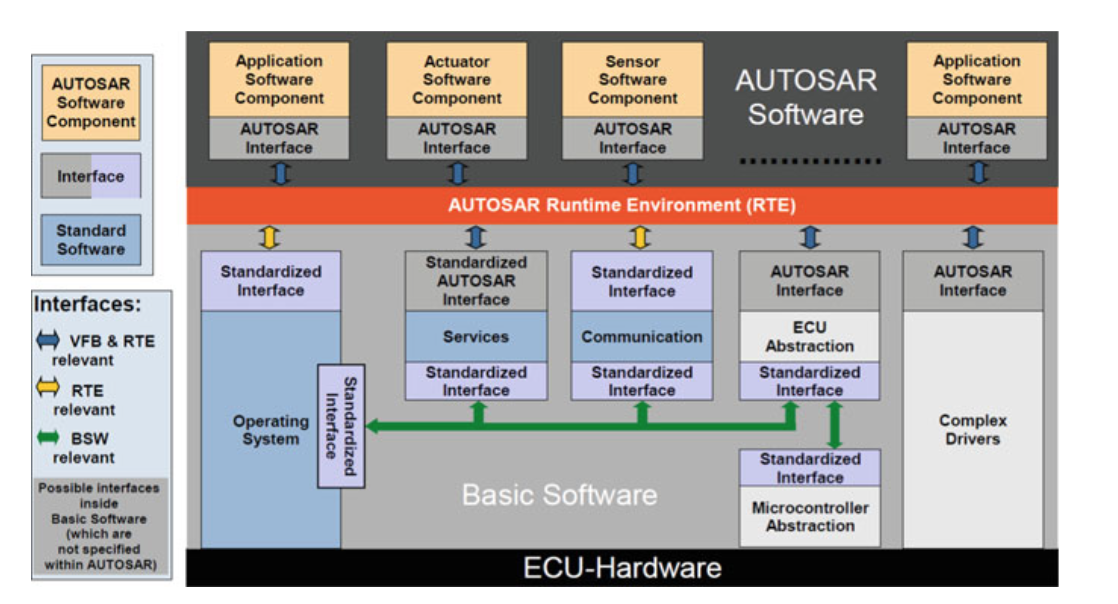 AUTOSAR
Software
Component
Interface
Standard
Software
Interfaces:
VFB & RTE
relevant
RTE
relevant
BSW
relevant
Possible interfaces
inside
Basic Software
(which are
not specified
within AUTOSAR)
Application
Software
Component
AUTOSAR
Interface
Actuator
Software
Component
AUTOSAR
Interface
Sensor
Software
Component
AUTOSAR
Interface
AUTOSAR
Software
Application
Software
Component
AUTOSAR
Interface
AUTOSAR Runtime Environment (RTE)
Standardized
Interface
Operating
System
Standardized
Interface
Standardized
AUTOSAR
Interface
Services
Standardized
Interface
Standardized
Interface
Communication
Standardized
Interface
AUTOSAR
Interface
ECU
Abstraction
Standardized
Interface
Standardized
Interface
Microcontroller
Abstraction
AUTOSAR
Interface
Complex
Drivers
Basic Software
ECU-Hardware